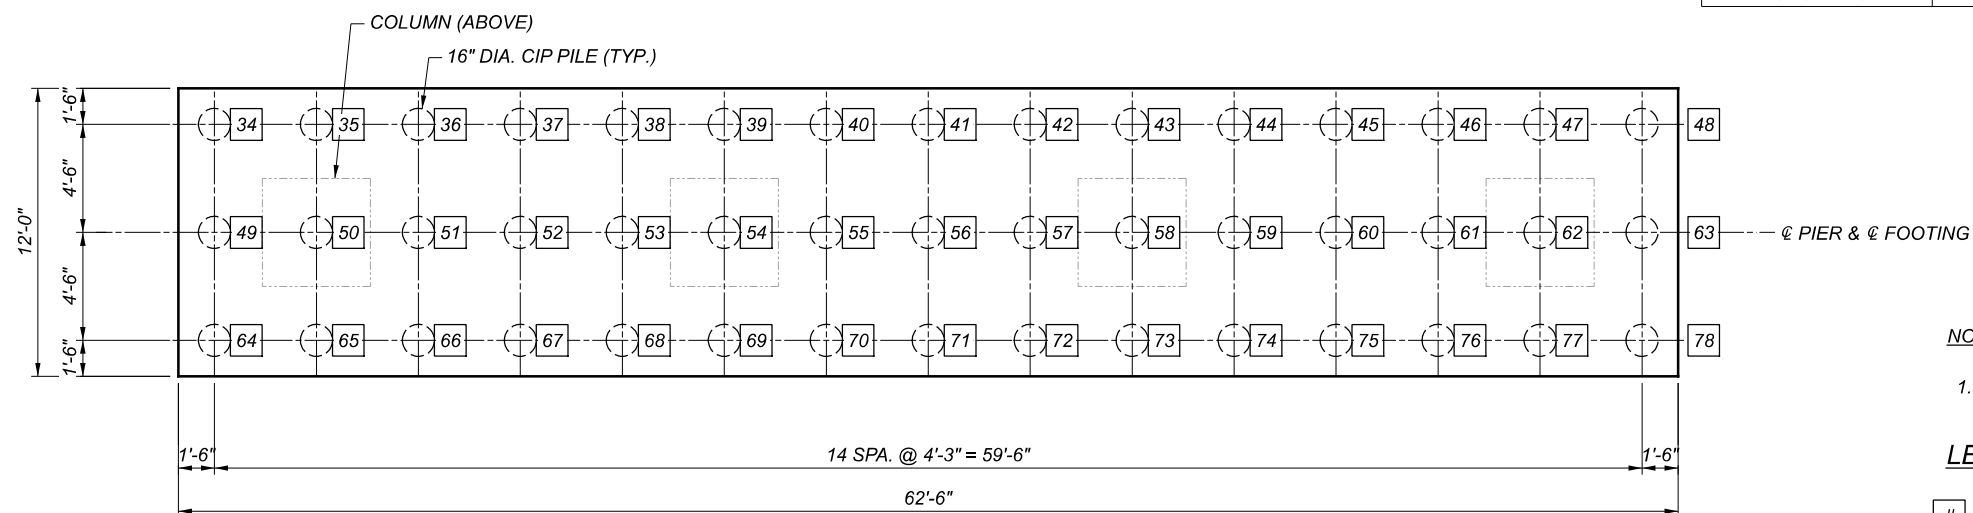 COLUMN (ABOVE)
16" DIA. CIP PILE (TYP.)
1'-6"
34 35 36 37 38 39 40 41 42 43 44 45 46 47 48
4'-6"
12'-0"
49 50 51 52 53 54 55 56 57 58 59 60 61 62 63 ℄ PIER & ℄ FOOTING
4'-6"
64 65 66 67 68 69 70 71 72 73 74 75 76 77 78
1'-6"
NO
1.
1'-6" 14 SPA. @ 4'-3" = 59'-6" 1'-6"
LE
62'-6"